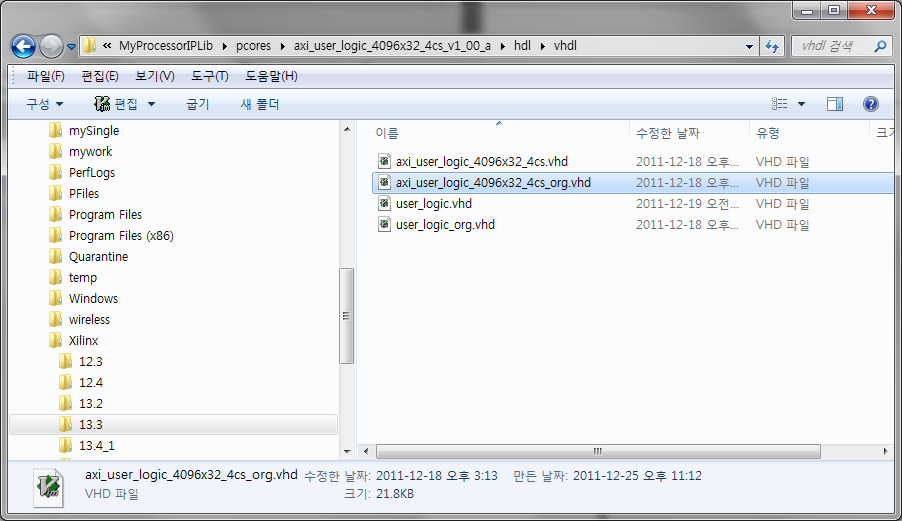 « MyProcessorIPLib ▸ pcores ▸ axi_user_logic_4096x32_4cs_v1_00_a ▸ hdl ▸ vhdl
vhdl 검색
파일(F) 편집(E) 보기(V) 도구(T) 도움말(H)
구성 편집 굽기 새 폴더
mySingle
mywork
PerfLogs
PFiles
Program Files
Program Files (x86)
Quarantine
temp
Windows
wireless
Xilinx
12.3
12.4
13.2
13.3
13.4_1
이름 수정한 날짜 유형 크기
axi_user_logic_4096x32_4cs.vhd 2011-12-18 오후... VHD 파일
axi_user_logic_4096x32_4cs_org.vhd 2011-12-18 오후... VHD 파일
user_logic.vhd 2011-12-19 오전... VHD 파일
user_logic_org.vhd 2011-12-18 오후... VHD 파일
axi_user_logic_4096x32_4cs_org.vhd 수정한 날짜: 2011-12-18 오후 3:13 만든 날짜: 2011-12-25 오후 11:12
VHD 파일 크기: 21.8KB